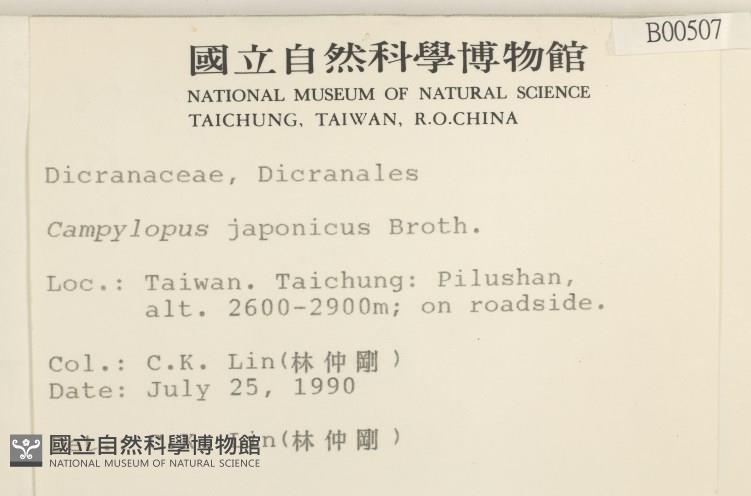 B00507
國立自然科學博物館
NATIONAL MUSEUM OF NATURAL SCIENCE
TAICHUNG, TAIWAN, R.O.CHINA
Dicranaceae, Dicranales
Campylopus japonicus Broth.
Loc.: Taiwan. Taichung: Pilushan,
alt. 2600-2900m; on roadside.
Col.: C.K. Lin(林仲剛)
Date: July 25, 1990
Lin(林仲剛)
國立自然科學博物館
NATIONAL MUSEUM OF NATURAL SCIENCE